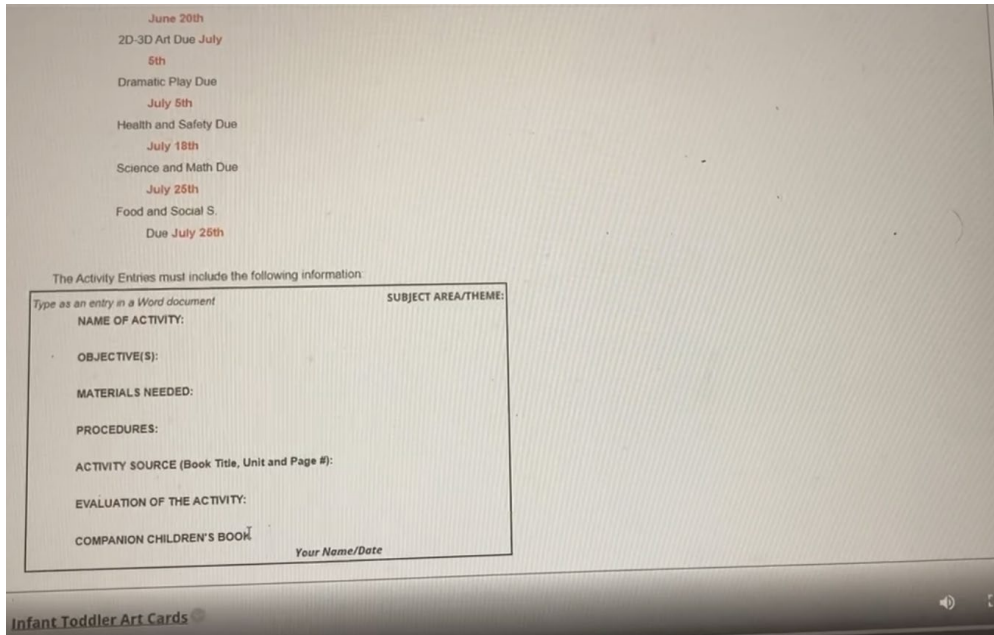 June 20th
2D-3D Art Due July
5th
Dramatic Play Due
July 5th
Health and Safety Due
July 18th
Science and Math Due
July 25th
Food and Social S.
Due July 26th
The Activity Entries must include the following information:
Type as an entry in a Word document
SUBJECT AREA/THEME:
NAME OF ACTIVITY:
OBJECTIVE(S):
MATERIALS NEEDED:
PROCEDURES:
ACTIVITY SOURCE (Book Title, Unit and Page #):
EVALUATION OF THE ACTIVITY:
COMPANION CHILDREN'S BOOK
Your Name/Date
Infant Toddler Art Cards